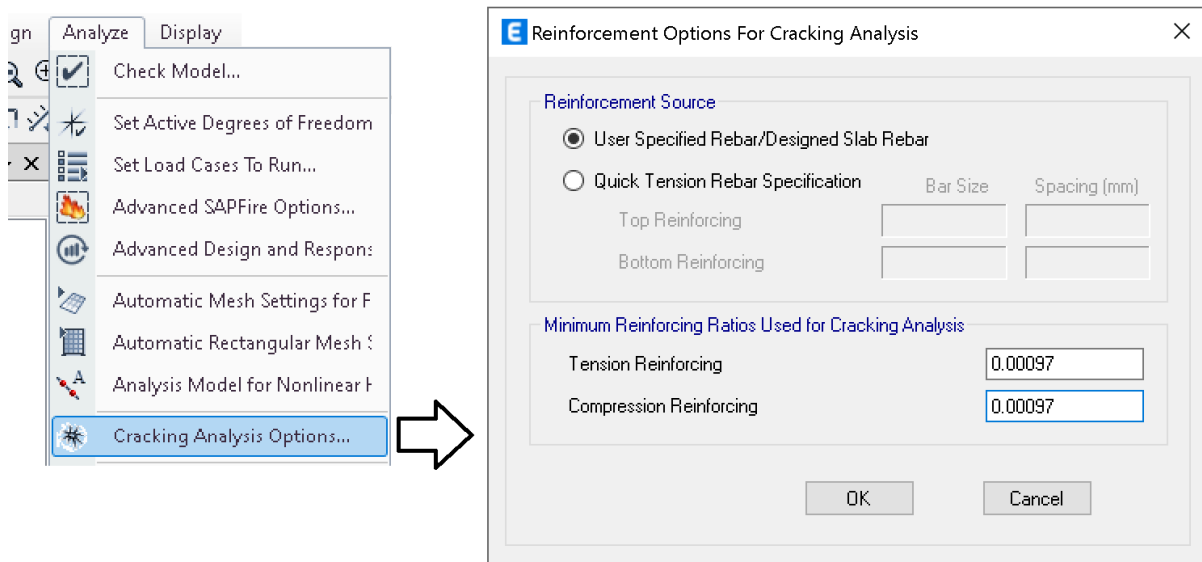 gn Analyze Display
Check Model...
Set Active Degrees of Freedom
Set Load Cases To Run...
Advanced SAPFire Options...
Advanced Design and Respons
Automatic Mesh Settings for F
Automatic Rectangular Mesh S
Analysis Model for Nonlinear H
Cracking Analysis Options...
E Reinforcement Options For Cracking Analysis
Reinforcement Source
User Specified Rebar/Designed Slab Rebar
Quick Tension Rebar Specification Bar Size Spacing (mm)
Top Reinforcing
Bottom Reinforcing
Minimum Reinforcing Ratios Used for Cracking Analysis
Tension Reinforcing 0.00097
Compression Reinforcing 0.00097
OK Cancel